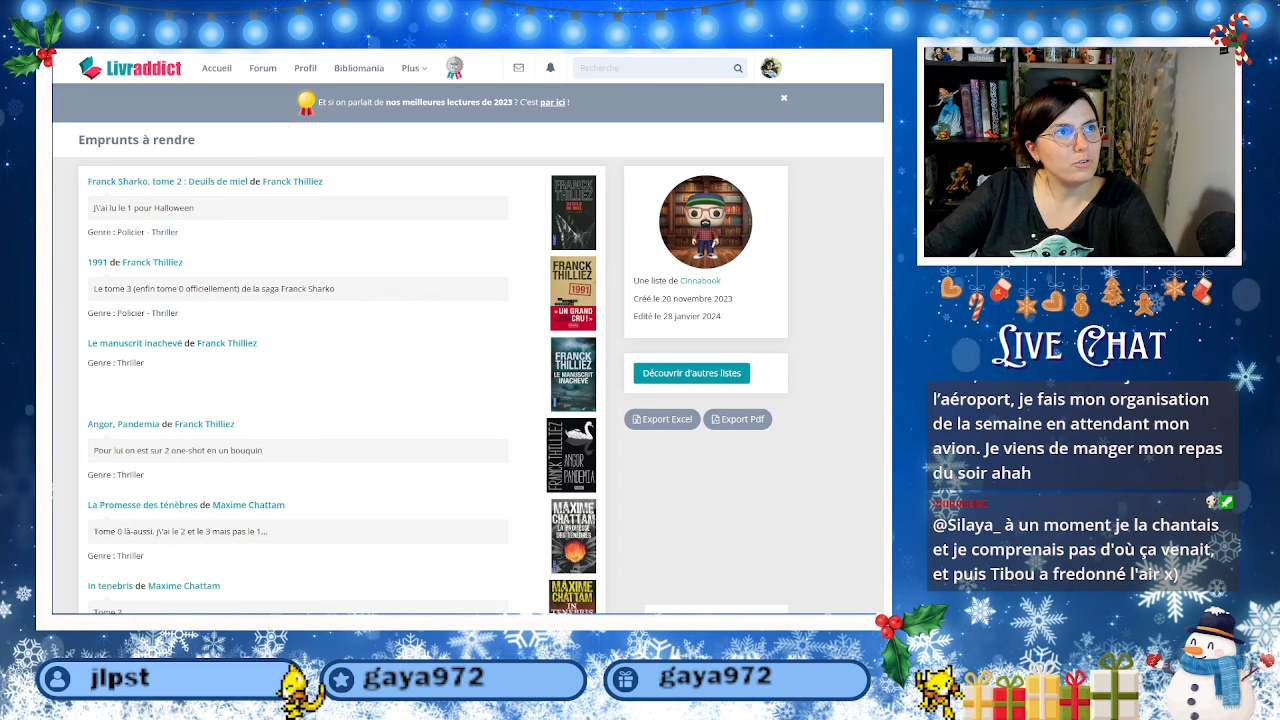 Livraddict
Accueil Forum Profil Bibliomania Plus
Recherche
Et si on parlait de nos meilleures lectures de 2023 ? C'est par ici !
Emprunts à rendre
Franck Sharko, tome 2 : Deuils de miel de Franck Thilliez
J\'ai lu le 1 pour Halloween
Genre : Policier - Thriller
FRANCK
THILLIEZ
1991 de Franck Thilliez
Le tome 3 (enfin tome 0 officiellement) de la saga Franck Sharko
Genre : Policier - Thriller
FRANCK
THILLIEZ
1991
« UN GRAND
CRU ! »
Le manuscrit inachevé de Franck Thilliez
Genre : Thriller
FRANCK
THILLIEZ
LE MANUSCRIT
INACHEVÉ
Angor, Pandemia de Franck Thilliez
Pour lui on est sur 2 one-shot en un bouquin
Genre : Thriller
FRANCK THILLIEZ
ANGOR
PANDEMIA
La Promesse des ténèbres de Maxime Chattam
Tome 0 là-aussi, j\'ai le 2 et le 3 mais pas le 1...
Genre : Thriller
MAXIME
CHATTAM
LA PROMESSE
DES TÉNÈBRES
In tenebris de Maxime Chattam
Tome 2
MAXIME
CHATTAM
IN
TENEBRIS
Une liste de Cinnabook
Créé le 20 novembre 2023
Edité le 28 janvier 2024
Découvrir d'autres listes
Export Excel Export Pdf
Live Chat
l'aéroport, je fais mon organisation
de la semaine en attendant mon
avion. Je viens de manger mon repas
du soir ahah
@Silaya_ à un moment je la chantais
et je comprenais pas d'où ça venait,
et puis Tibou a fredonné l'air x)
jlpst
gaya972
gaya972